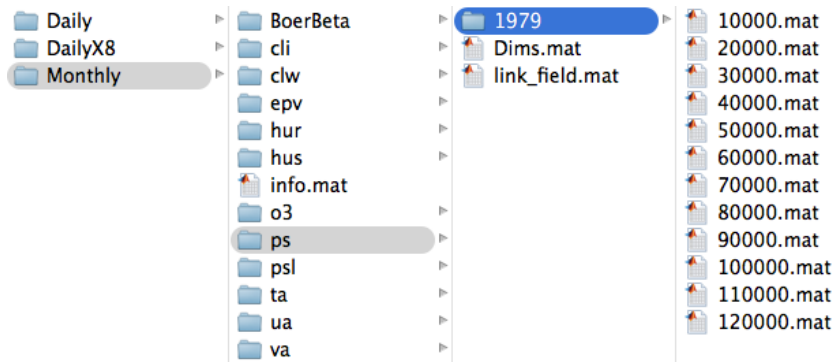 Daily
DailyX8
Monthly
BoerBeta
cli
clw
epv
hur
hus
info.mat
o3
ps
psl
ta
ua
va
1979
Dims.mat
link_field.mat
10000.mat
20000.mat
30000.mat
40000.mat
50000.mat
60000.mat
70000.mat
80000.mat
90000.mat
100000.mat
110000.mat
120000.mat